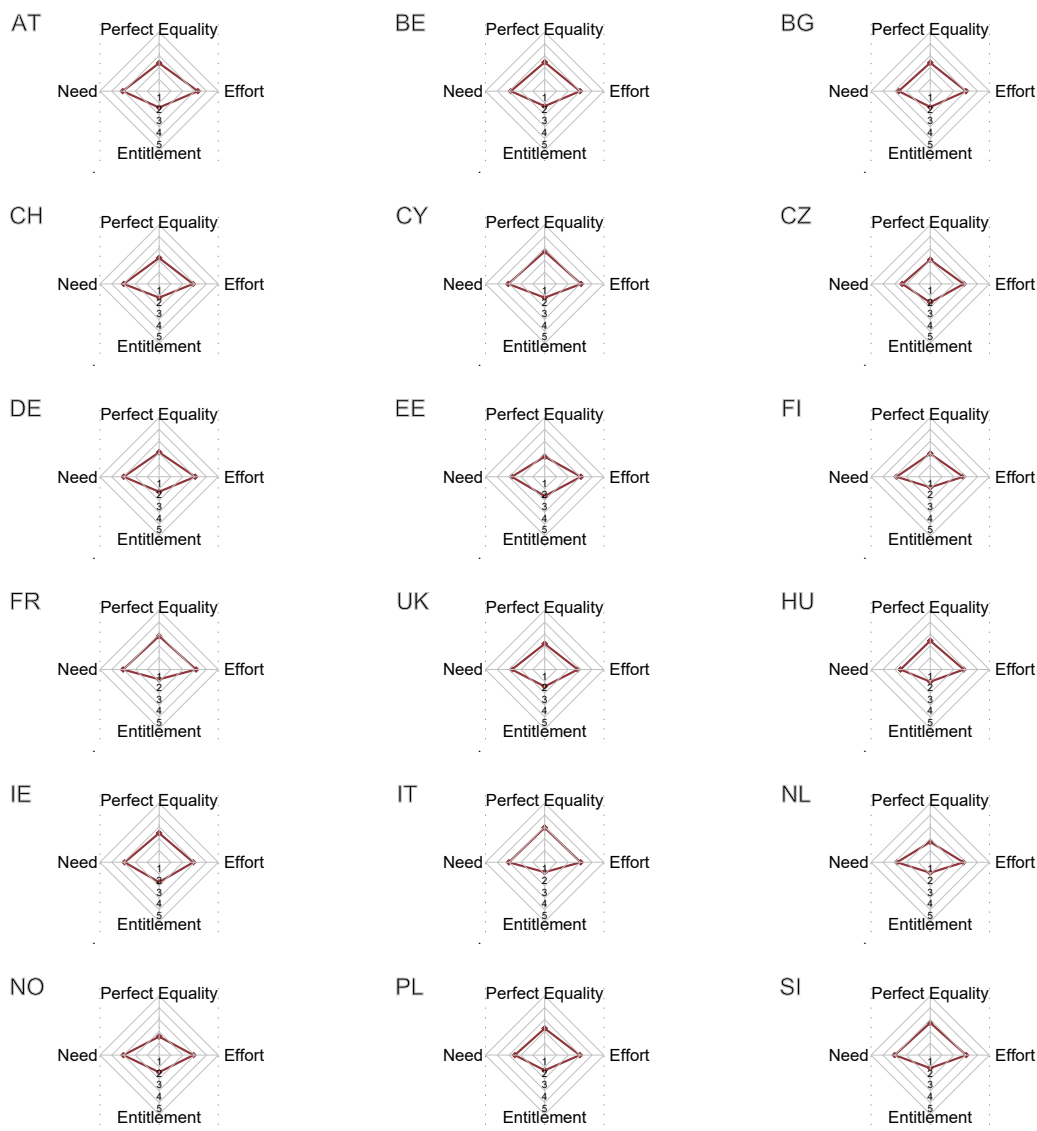 AT BE BG
Perfect Equality Perfect Equality Perfect Equality
Need Effort Need Effort Need Effort
1 1 1
2 2 2
3 3 3
4 4 4
5 5 5
Entitlement Entitlement Entitlement
CH CY CZ
Perfect Equality Perfect Equality Perfect Equality
Need Effort Need Effort Need Effort
1 1 1
2 2 2
3 3 3
4 4 4
5 5 5
Entitlement Entitlement Entitlement
DE EE FI
Perfect Equality Perfect Equality Perfect Equality
Need Effort Need Effort Need Effort
1 1 1
2 2 2
3 3 3
4 4 4
5 5 5
Entitlement Entitlement Entitlement
FR UK HU
Perfect Equality Perfect Equality Perfect Equality
Need Effort Need Effort Need Effort
1 1 1
2 2 2
3 3 3
4 4 4
5 5 5
Entitlement Entitlement Entitlement
IE IT NL
Perfect Equality Perfect Equality Perfect Equality
Need Effort Need Effort Need Effort
1 1 1
2 2 2
3 3 3
4 4 4
5 5 5
Entitlement Entitlement Entitlement
NO PL SI
Perfect Equality Perfect Equality Perfect Equality
Need Effort Need Effort Need Effort
1 1 1
2 2 2
3 3 3
4 4 4
5 5 5
Entitlement Entitlement Entitlement